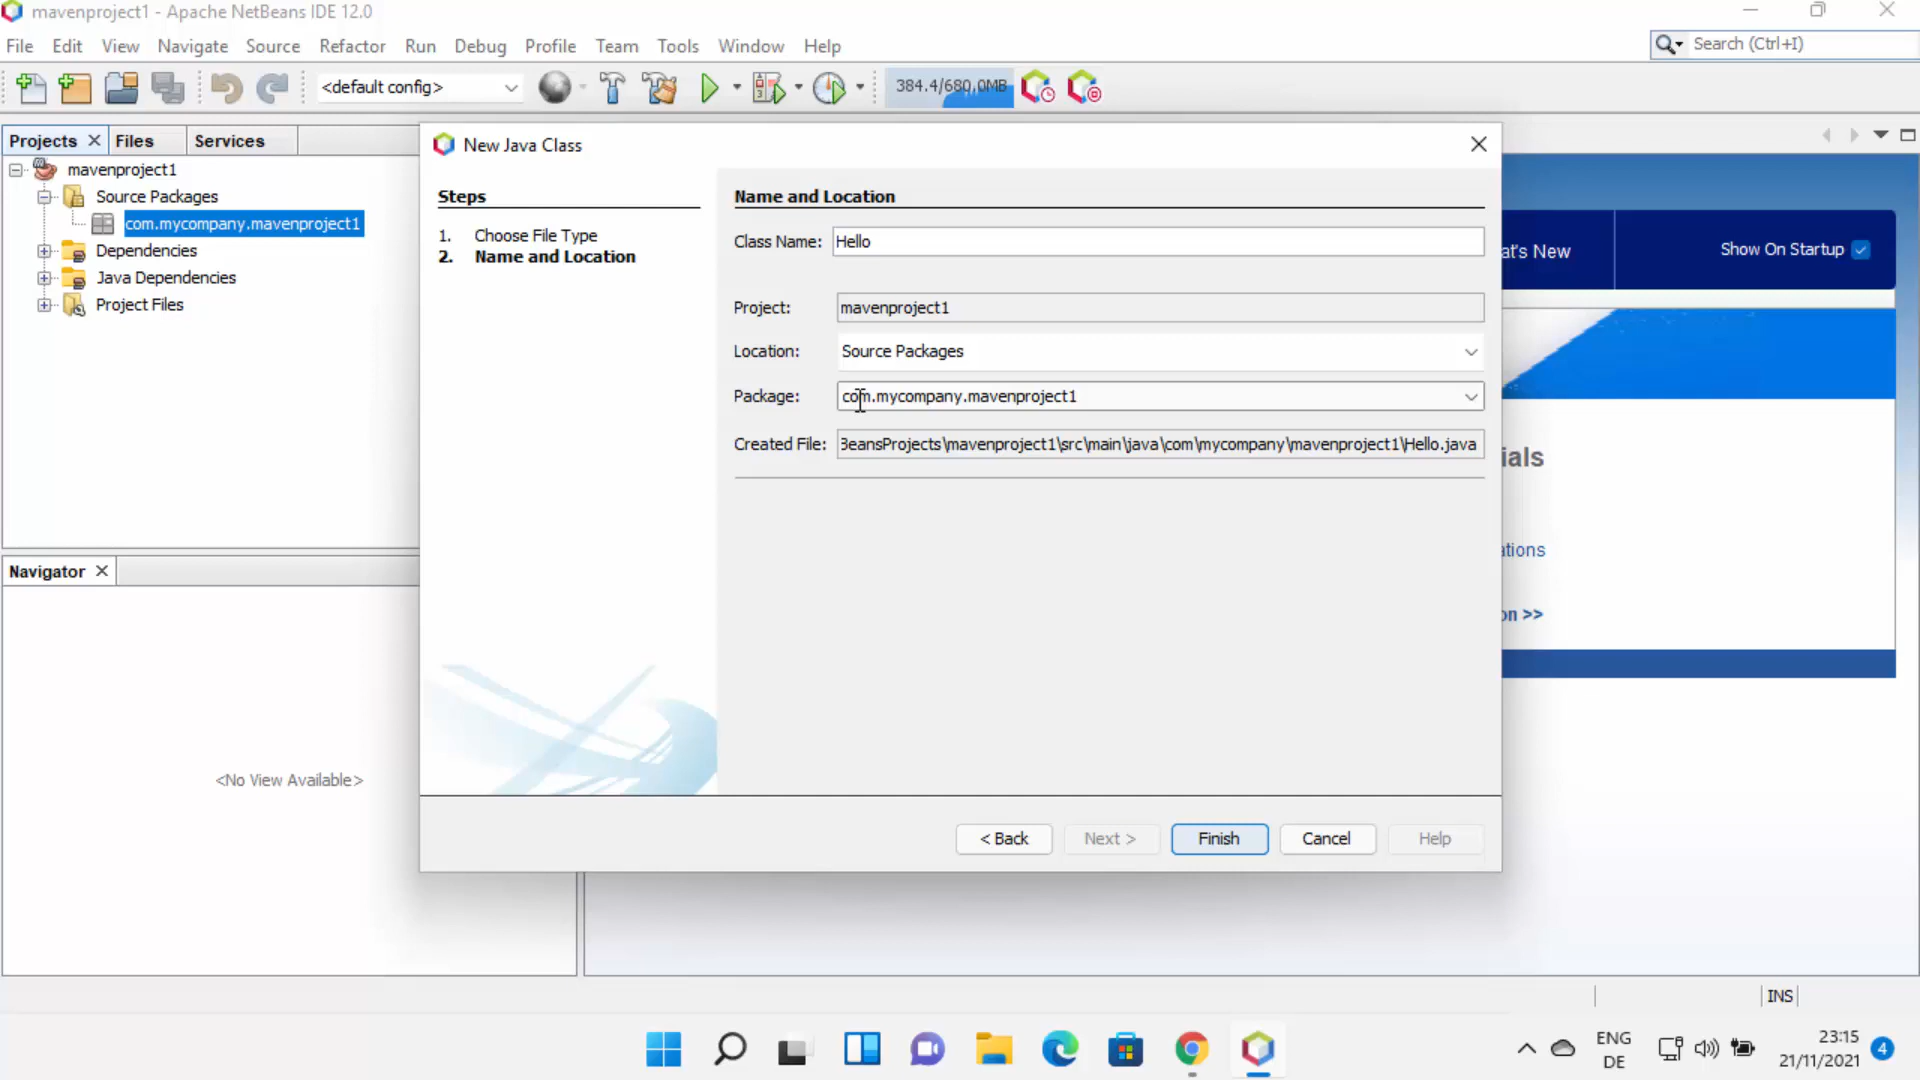 mavenproject1 - Apache NetBeans IDE 12.0
File Edit View Navigate Source Refactor Run Debug Profile Team Tools Window Help
Search (Ctrl+I)
<default config>
384.4/680.0MB
Projects Files Services
mavenproject1
Source Packages
com.mycompany.mavenproject1
Dependencies
Java Dependencies
Project Files
Navigator
<No View Available>
New Java Class
Steps
1. Choose File Type
2. Name and Location
Name and Location
Class Name: Hello
Project: mavenproject1
Location: Source Packages
Package: com.mycompany.mavenproject1
Created File: BeansProjects\mavenproject1\src\main\java\com\mycompany\mavenproject1\Hello.java
< Back Next > Finish Cancel Help
at's New
Show On Startup
ials
ations
on >>
INS
ENG
DE
23:15
21/11/2021
4